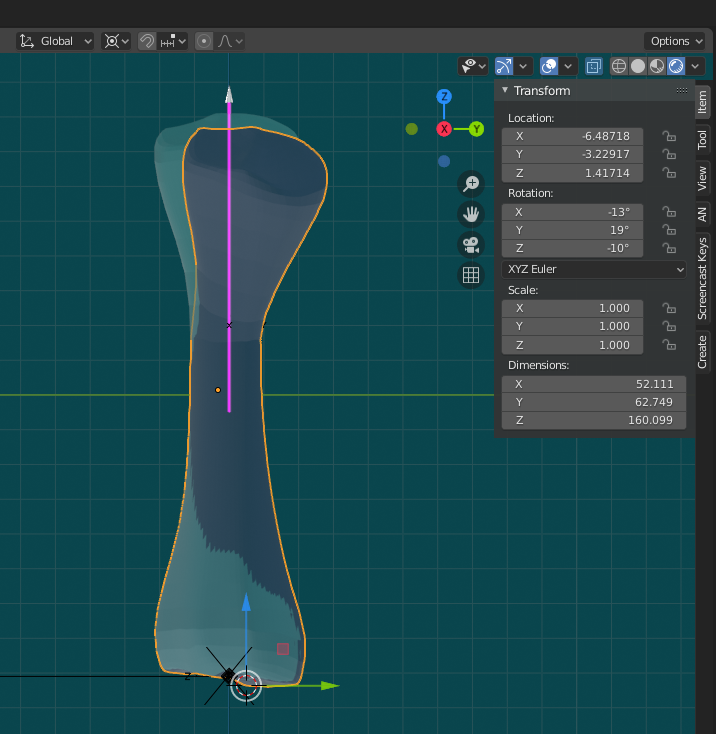 Global
Options
Transform
Z
X
Y
Location:
X -6.48718
Y -3.22917
Z 1.41714
Rotation:
X -13°
Y 19°
Z -10°
XYZ Euler
Scale:
X 1.000
Y 1.000
Z 1.000
Dimensions:
X 52.111
Y 62.749
Z 160.099
Item
Tool
View
AN
Screencast Keys
Create
Z